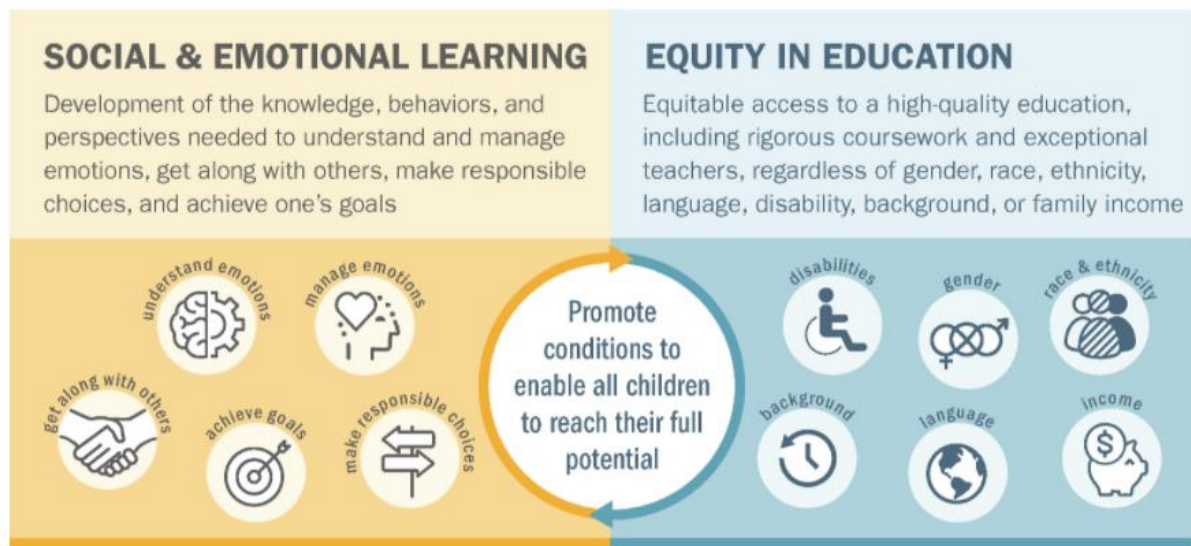 SOCIAL & EMOTIONAL LEARNING
Development of the knowledge, behaviors, and
perspectives needed to understand and manage
emotions, get along with others, make responsible
choices, and achieve one's goals
EQUITY IN EDUCATION
Equitable access to a high-quality education,
including rigorous coursework and exceptional
teachers, regardless of gender, race, ethnicity,
language, disability, background, or family income
understand emotions
manage emotions
get along with others
achieve goals
make responsible choices
Promote
conditions to
enable all children
to reach their full
potential
disabilities
gender
race & ethnicity
background
language
income
$